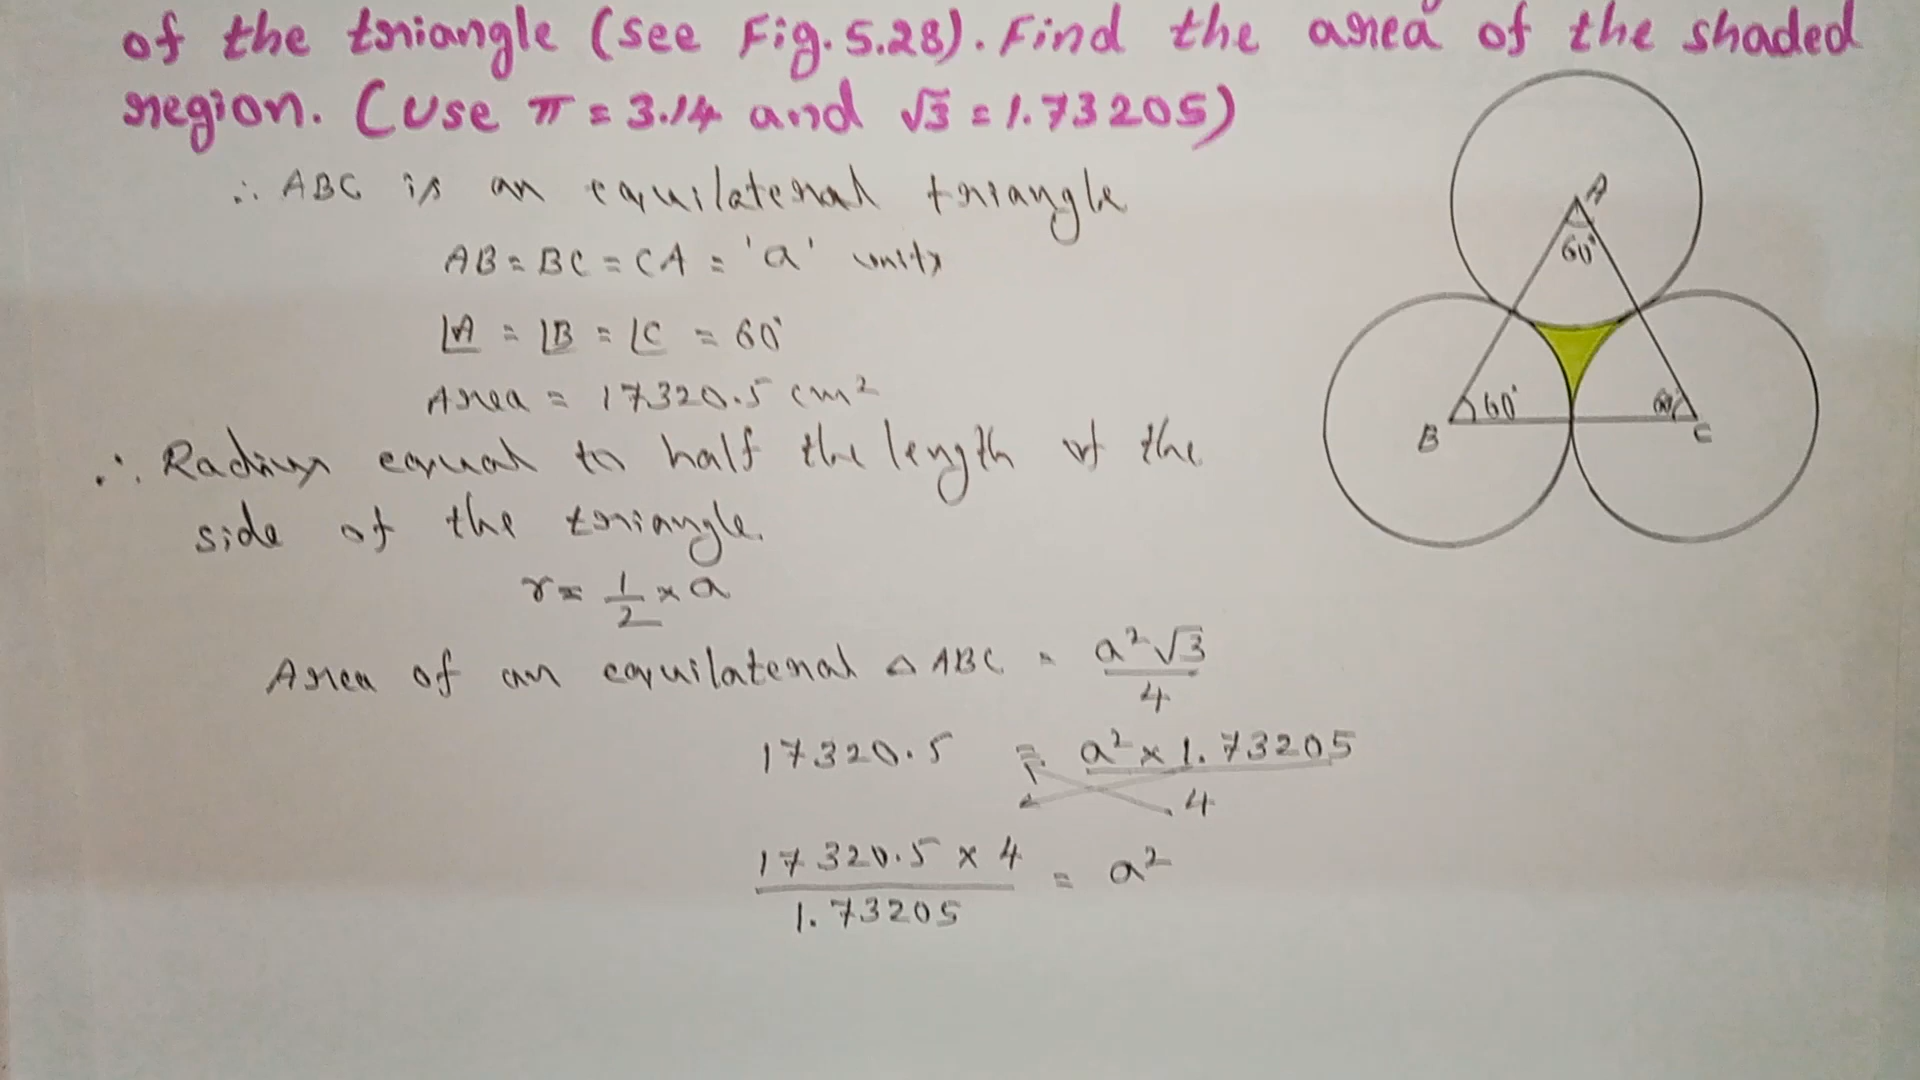 of the triangle (see Fig. 5.28). Find the area of the shaded
region. (Use π = 3.14 and √3 = 1.73205)
∴ ABC is an equilateral triangle
AB = BC = CA = 'a' units
∠A = ∠B = ∠C = 60°
Area = 17320.5 cm²
∴ Radius equal to half the length of the
side of the triangle.
r = 1/2 × a
Area of an equilateral △ ABC = a²√3/4
17320.5 = a² × 1.73205/4
17320.5 × 4/1.73205 = a²
A
60°
B
60°
60°
C